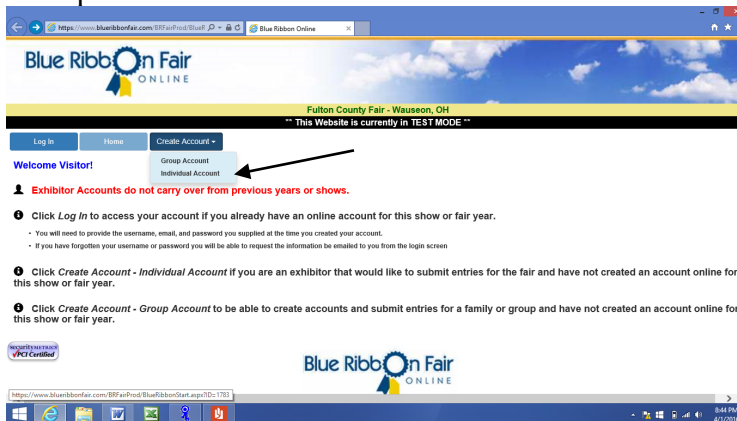 https://www.blueribbonfair.com/BRFairProd/BlueR
Blue Ribbon Online
Blue Ribbon Fair
ONLINE
Fulton County Fair - Wauseon, OH
** This Website is currently in TEST MODE **
Log In Home Create Account
Group Account
Individual Account
Welcome Visitor!
Exhibitor Accounts do not carry over from previous years or shows.
Click Log In to access your account if you already have an online account for this show or fair year.
• You will need to provide the username, email, and password you supplied at the time you created your account.
• If you have forgotten your username or password you will be able to request the information be emailed to you from the login screen
Click Create Account - Individual Account if you are an exhibitor that would like to submit entries for the fair and have not created an account online for
this show or fair year.
Click Create Account - Group Account to be able to create accounts and submit entries for a family or group and have not created an account online for
this show or fair year.
securityMETRICS
PCI Certified
Blue Ribbon Fair
ONLINE
https://www.blueribbonfair.com/BRFairProd/BlueRibbonStart.aspx?ID=1783
8:44 PM